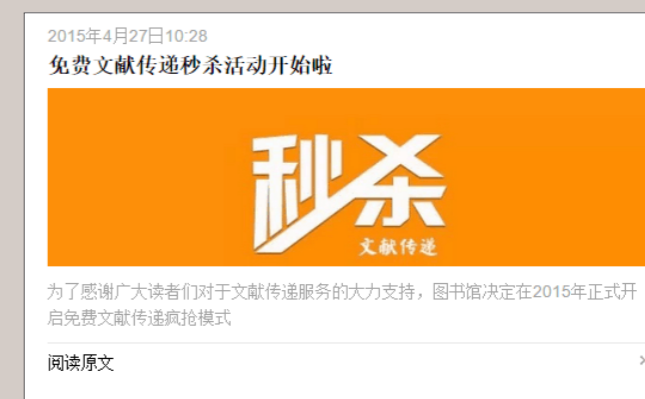 2015年4月27日10:28
免费文献传递秒杀活动开始啦
秒杀
文献传递
为了感谢广大读者们对于文献传递服务的大力支持，图书馆决定在2015年正式开
启免费文献传递疯抢模式
阅读原文